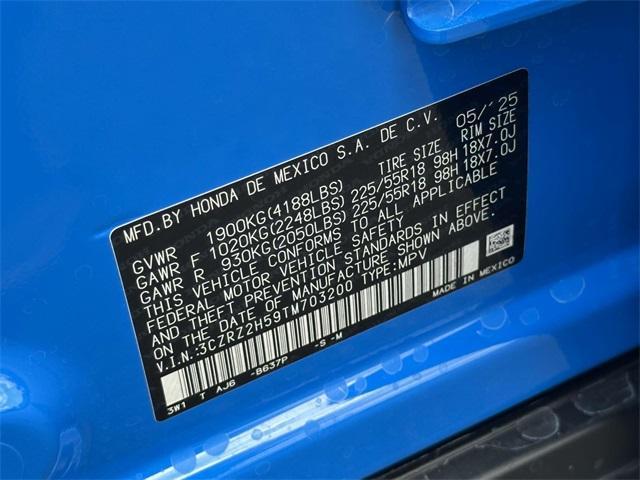 MFD.BY HONDA DE MEXICO S.A. DE C.V. 05/'25
TIRE SIZE RIM SIZE
GVWR 1900KG(4188LBS)
GAWR F 1020KG(2248LBS) 225/55R18 98H 18X7.0J
GAWR R 930KG(2050LBS) 225/55R18 98H 18X7.0J
THIS VEHICLE CONFORMS TO ALL APPLICABLE
FEDERAL MOTOR VEHICLE SAFETY, BUMPER,
AND THEFT PREVENTION STANDARDS IN EFFECT
ON THE DATE OF MANUFACTURE SHOWN ABOVE.
V.I.N.:3CZRZ2H59TM703200 TYPE:MPV
MADE IN MEXICO
3W1 T AJ6 -B637P -S -M